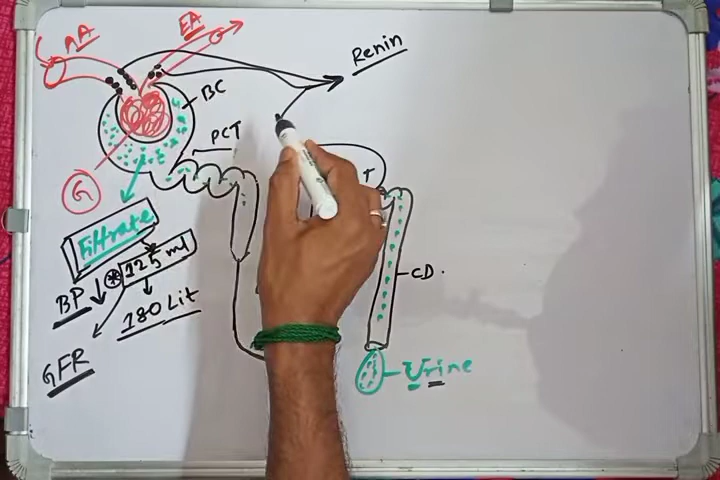 AA
EA
Renin
BC
PCT
G
T
Filtrate
125 ml
BP ↓
180 Lit
GFR
CD
Urine